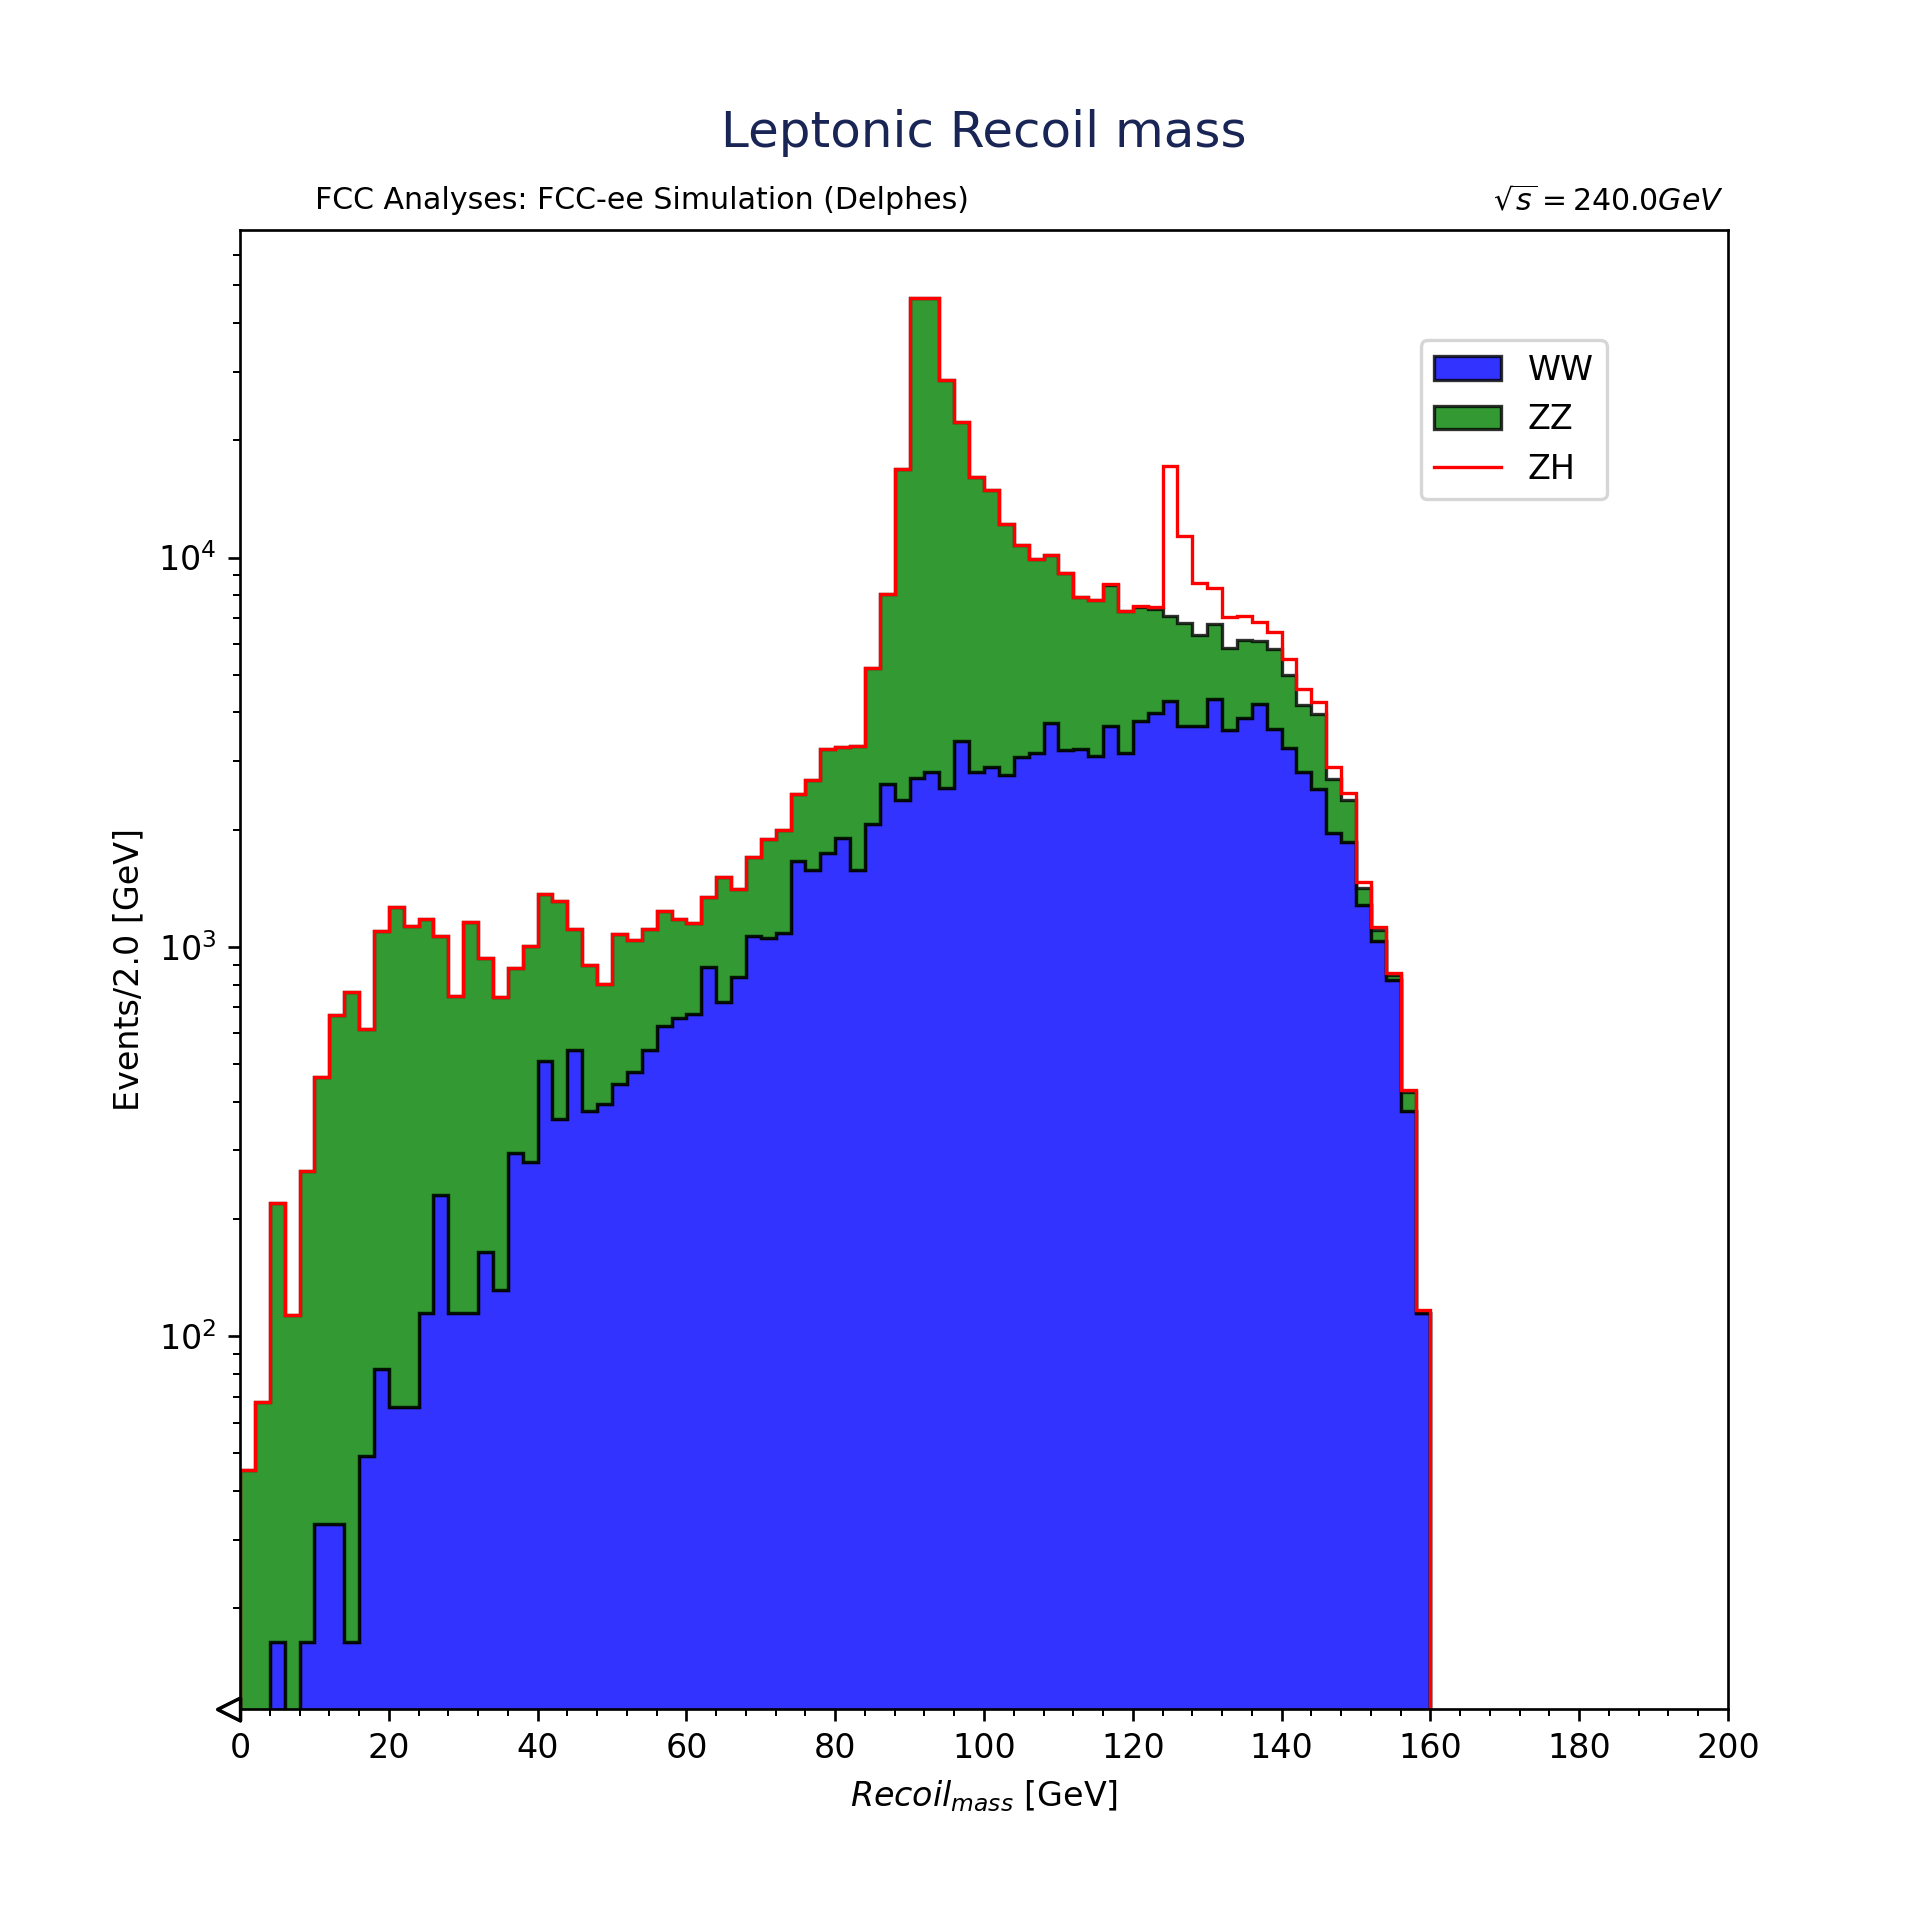 Leptonic Recoil mass
FCC Analyses: FCC-ee Simulation (Delphes)
√s = 240.0GeV
WW
ZZ
ZH
10⁴
10³
10²
Events/2.0 [GeV]
0 20 40 60 80 100 120 140 160 180 200
Recoil_mass [GeV]